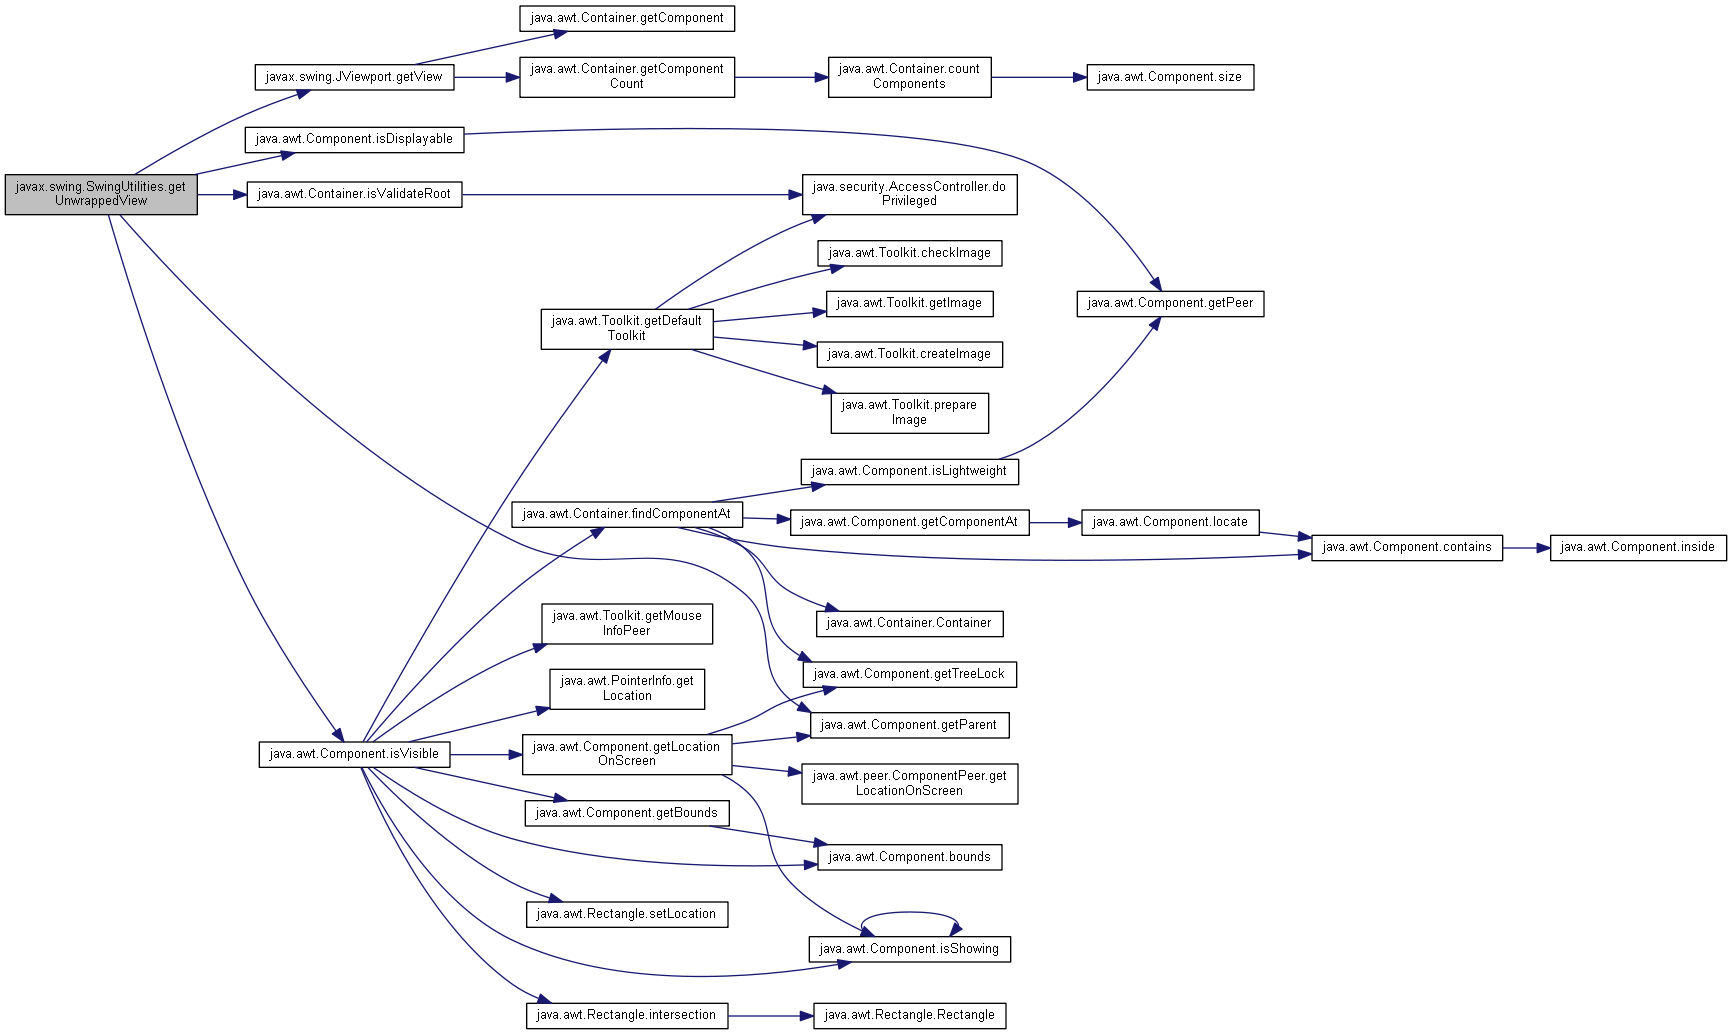 java.awt.Container.getComponent
javax.swing.JViewport.getView
java.awt.Container.getComponent
Count
java.awt.Container.count
Components
java.awt.Component.size
java.awt.Component.isDisplayable
javax.swing.SwingUtilities.get
UnwrappedView
java.awt.Container.isValidateRoot
java.security.AccessController.do
Privileged
java.awt.Toolkit.checkImage
java.awt.Toolkit.getImage
java.awt.Component.getPeer
java.awt.Toolkit.getDefault
Toolkit
java.awt.Toolkit.createImage
java.awt.Toolkit.prepare
Image
java.awt.Component.isLightweight
java.awt.Container.findComponentAt
java.awt.Component.getComponentAt
java.awt.Component.locate
java.awt.Component.contains
java.awt.Component.inside
java.awt.Toolkit.getMouse
InfoPeer
java.awt.Container.Container
java.awt.Component.getTreeLock
java.awt.PointerInfo.get
Location
java.awt.Component.getParent
java.awt.Component.isVisible
java.awt.Component.getLocation
OnScreen
java.awt.peer.ComponentPeer.get
LocationOnScreen
java.awt.Component.getBounds
java.awt.Component.bounds
java.awt.Rectangle.setLocation
java.awt.Component.isShowing
java.awt.Rectangle.intersection
java.awt.Rectangle.Rectangle